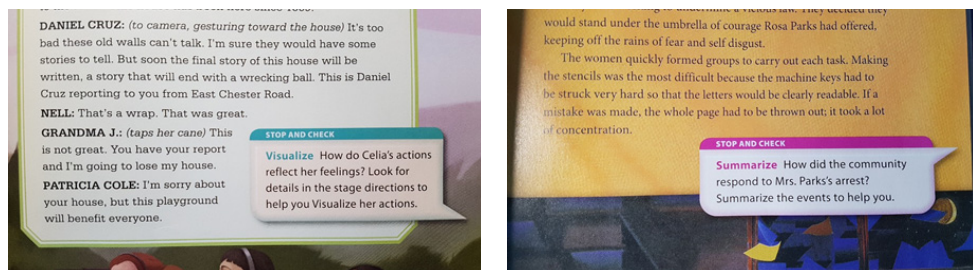 DANIEL CRUZ: (to camera, gesturing toward the house) It's too
bad these old walls can't talk. I'm sure they would have some
stories to tell. But soon the final story of this house will be
written, a story that will end with a wrecking ball. This is Daniel
Cruz reporting to you from East Chester Road.
NELL: That's a wrap. That was great.
GRANDMA J.: (taps her cane) This
is not great. You have your report
and I'm going to lose my house.
PATRICIA COLE: I'm sorry about
your house, but this playground
will benefit everyone.
STOP AND CHECK
Visualize How do Celia's actions
reflect her feelings? Look for
details in the stage directions to
help you Visualize her actions.
would stand under the umbrella of courage Rosa Parks had offered,
keeping off the rains of fear and self disgust.
The women quickly formed groups to carry out each task. Making
the stencils was the most difficult because the machine keys had to
be struck very hard so that the letters would be clearly readable. If a
mistake was made, the whole page had to be thrown out; it took a lot
of concentration.
STOP AND CHECK
Summarize How did the community
respond to Mrs. Parks's arrest?
Summarize the events to help you.